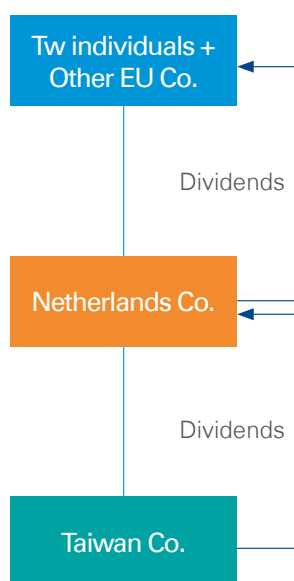 Tw individuals +
Other EU Co.
Dividends
Netherlands Co.
Dividends
Taiwan Co.